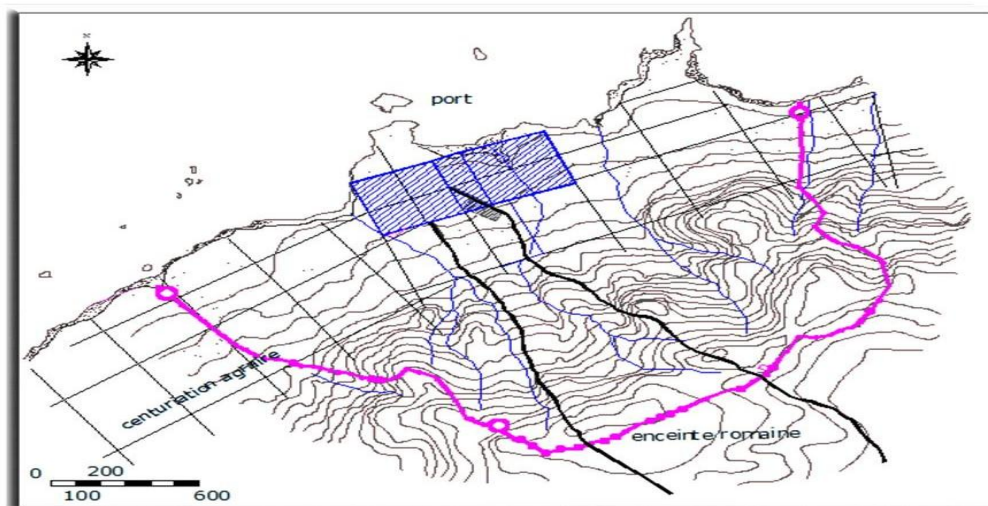 port
centuriation agraire
enceinte romaine
0 200
100 600